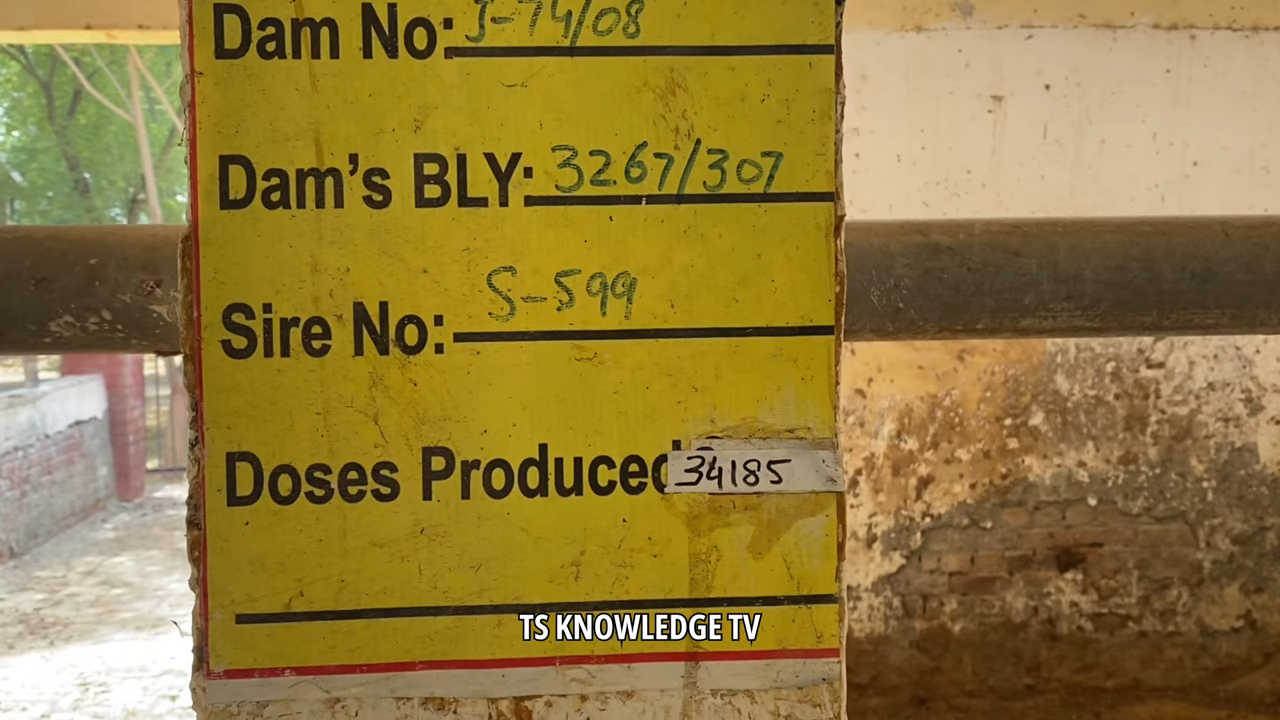 Dam No: J-74/08
Dam's BLY: 3267/307
Sire No: S-599
Doses Produced 34185
TS KNOWLEDGE TV